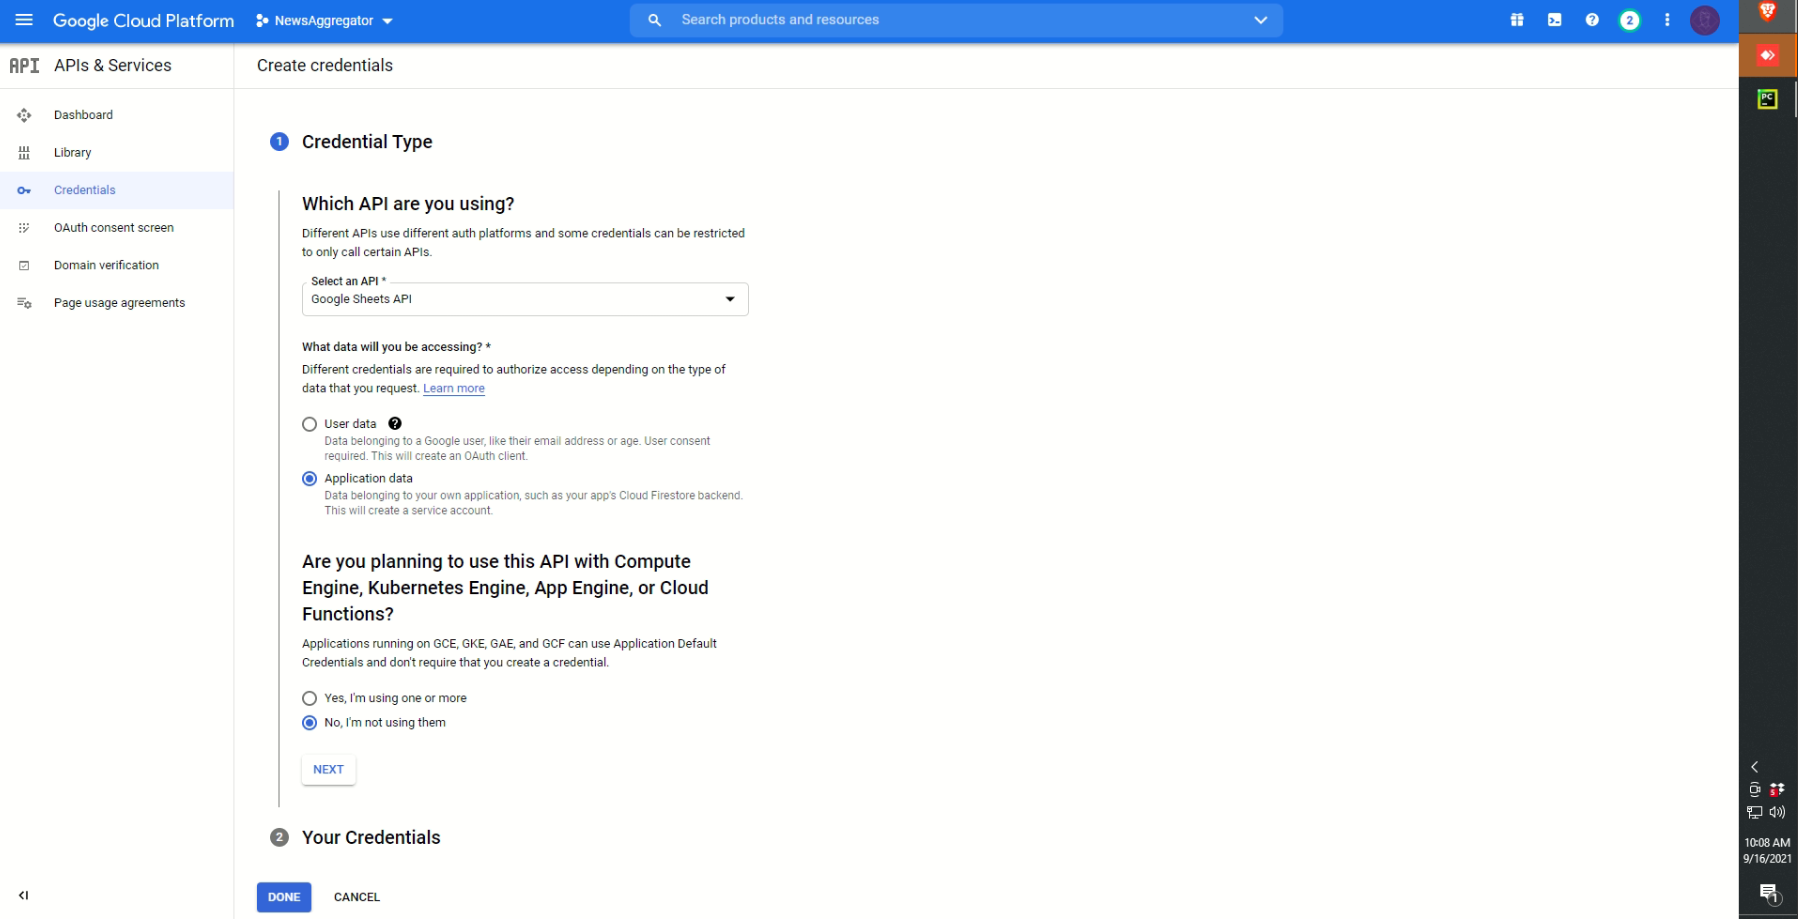 Google Cloud Platform
NewsAggregator
Search products and resources
2
API
APIs & Services
Create credentials
Dashboard
Library
Credentials
OAuth consent screen
Domain verification
Page usage agreements
1 Credential Type
Which API are you using?
Different APIs use different auth platforms and some credentials can be restricted
to only call certain APIs.
Select an API *
Google Sheets API
What data will you be accessing? *
Different credentials are required to authorize access depending on the type of
data that you request. Learn more
User data
Data belonging to a Google user, like their email address or age. User consent
required. This will create an OAuth client.
Application data
Data belonging to your own application, such as your app's Cloud Firestore backend.
This will create a service account.
Are you planning to use this API with Compute
Engine, Kubernetes Engine, App Engine, or Cloud
Functions?
Applications running on GCE, GKE, GAE, and GCF can use Application Default
Credentials and don't require that you create a credential.
Yes, I'm using one or more
No, I'm not using them
NEXT
2 Your Credentials
DONE
CANCEL
PC
S
10:08 AM
9/16/2021
1